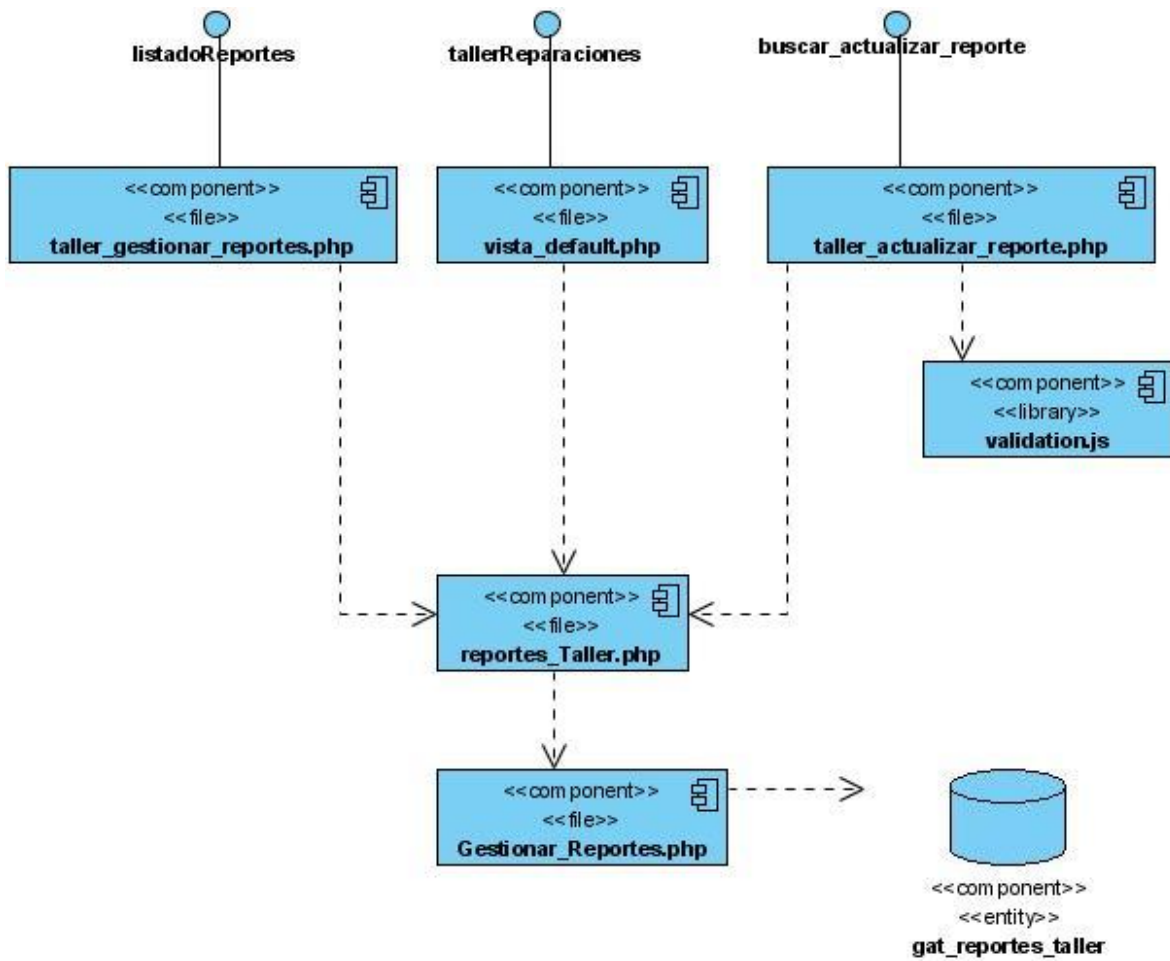 listadoReportes
tallerReparaciones
buscar_actualizar_reporte
<<component>>
<<file>>
taller_gestionar_reportes.php
<<component>>
<<file>>
vista_default.php
<<component>>
<<file>>
taller_actualizar_reporte.php
<<component>>
<<library>>
validation.js
<<component>>
<<file>>
reportes_Taller.php
<<component>>
<<file>>
Gestionar_Reportes.php
<<component>>
<<entity>>
gat_reportes_taller